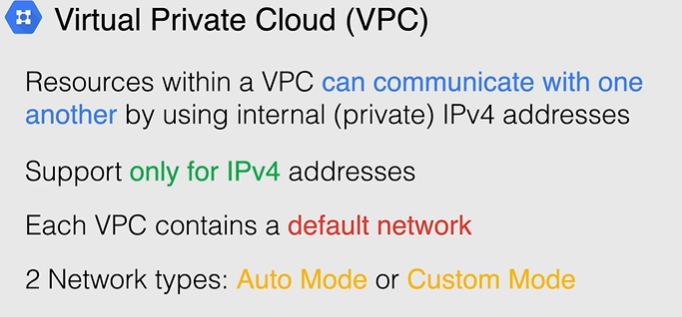 Virtual Private Cloud (VPC)
Resources within a VPC can communicate with one
another by using internal (private) IPv4 addresses
Support only for IPv4 addresses
Each VPC contains a default network
2 Network types: Auto Mode or Custom Mode